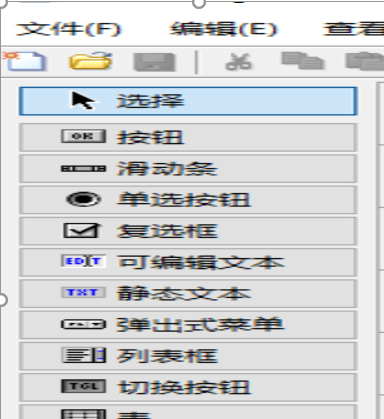 文件(F) 编辑(E) 查看
选择
OK 按钮
滑动条
单选按钮
复选框
EDIT 可编辑文本
TXT 静态文本
弹出式菜单
列表框
TGL 切换按钮
表